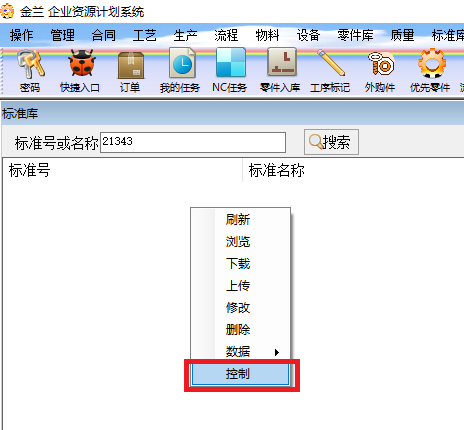 金兰 企业资源计划系统
操作 管理 合同 工艺 生产 流程 物料 设备 零件库 质量 标准库
密码 快捷入口 订单 我的任务 NC任务 零件入库 工序标记 外购件 优先零件
标准库
标准号或名称 21343 搜索
标准号 标准名称
刷新
浏览
下载
上传
修改
删除
数据
控制